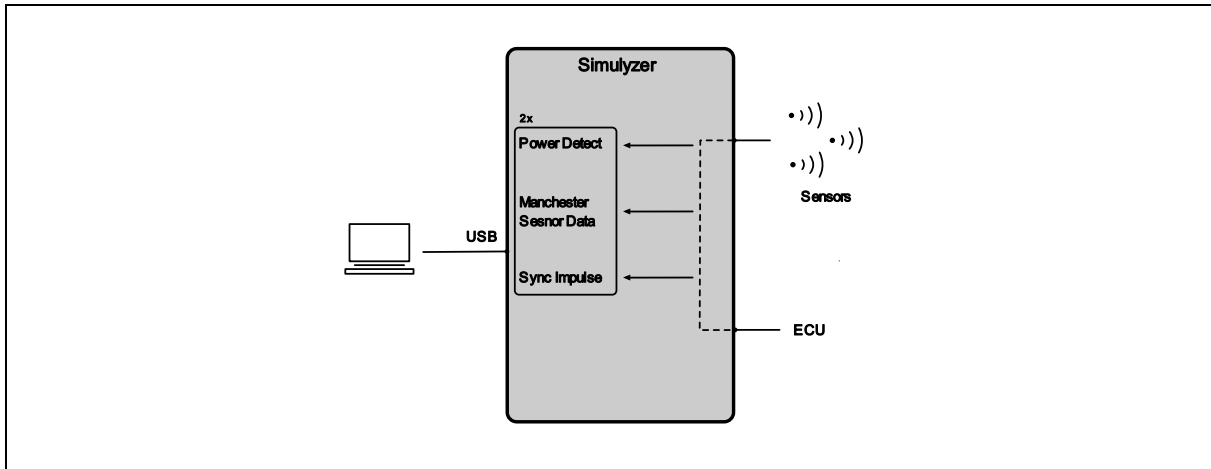 Simulyzer
2x
Power Detect
Manchester
Sesnor Data
Sync Impulse
USB
Sensors
ECU